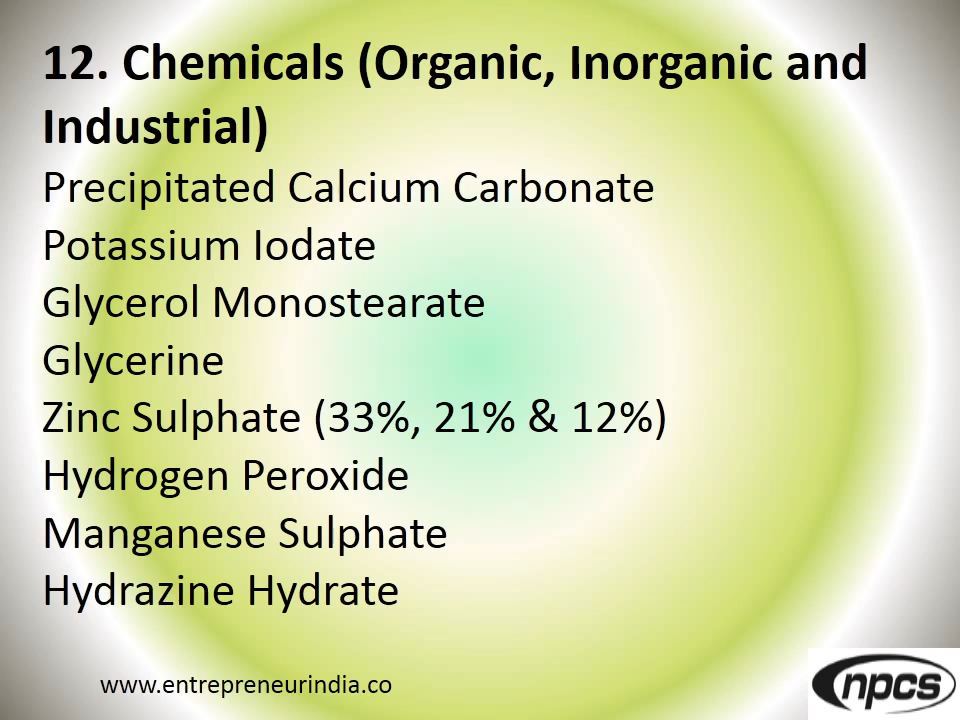 12. Chemicals (Organic, Inorganic and
Industrial)
Precipitated Calcium Carbonate
Potassium Iodate
Glycerol Monostearate
Glycerine
Zinc Sulphate (33%, 21% & 12%)
Hydrogen Peroxide
Manganese Sulphate
Hydrazine Hydrate
www.entrepreneurindia.co
npcs